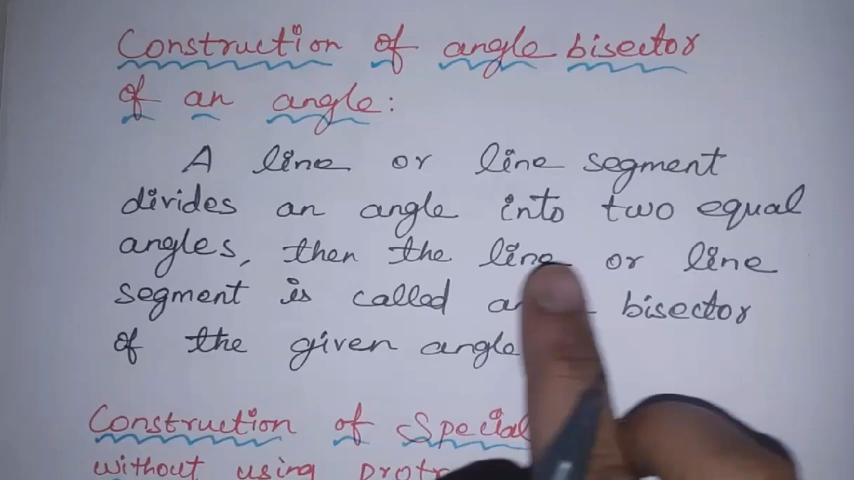 Construction of angle bisector
of an angle:
A line or line segment
divides an angle into two equal
angles, then the line or line
segment is called bisector
of the given angle
Construction of Special
without using